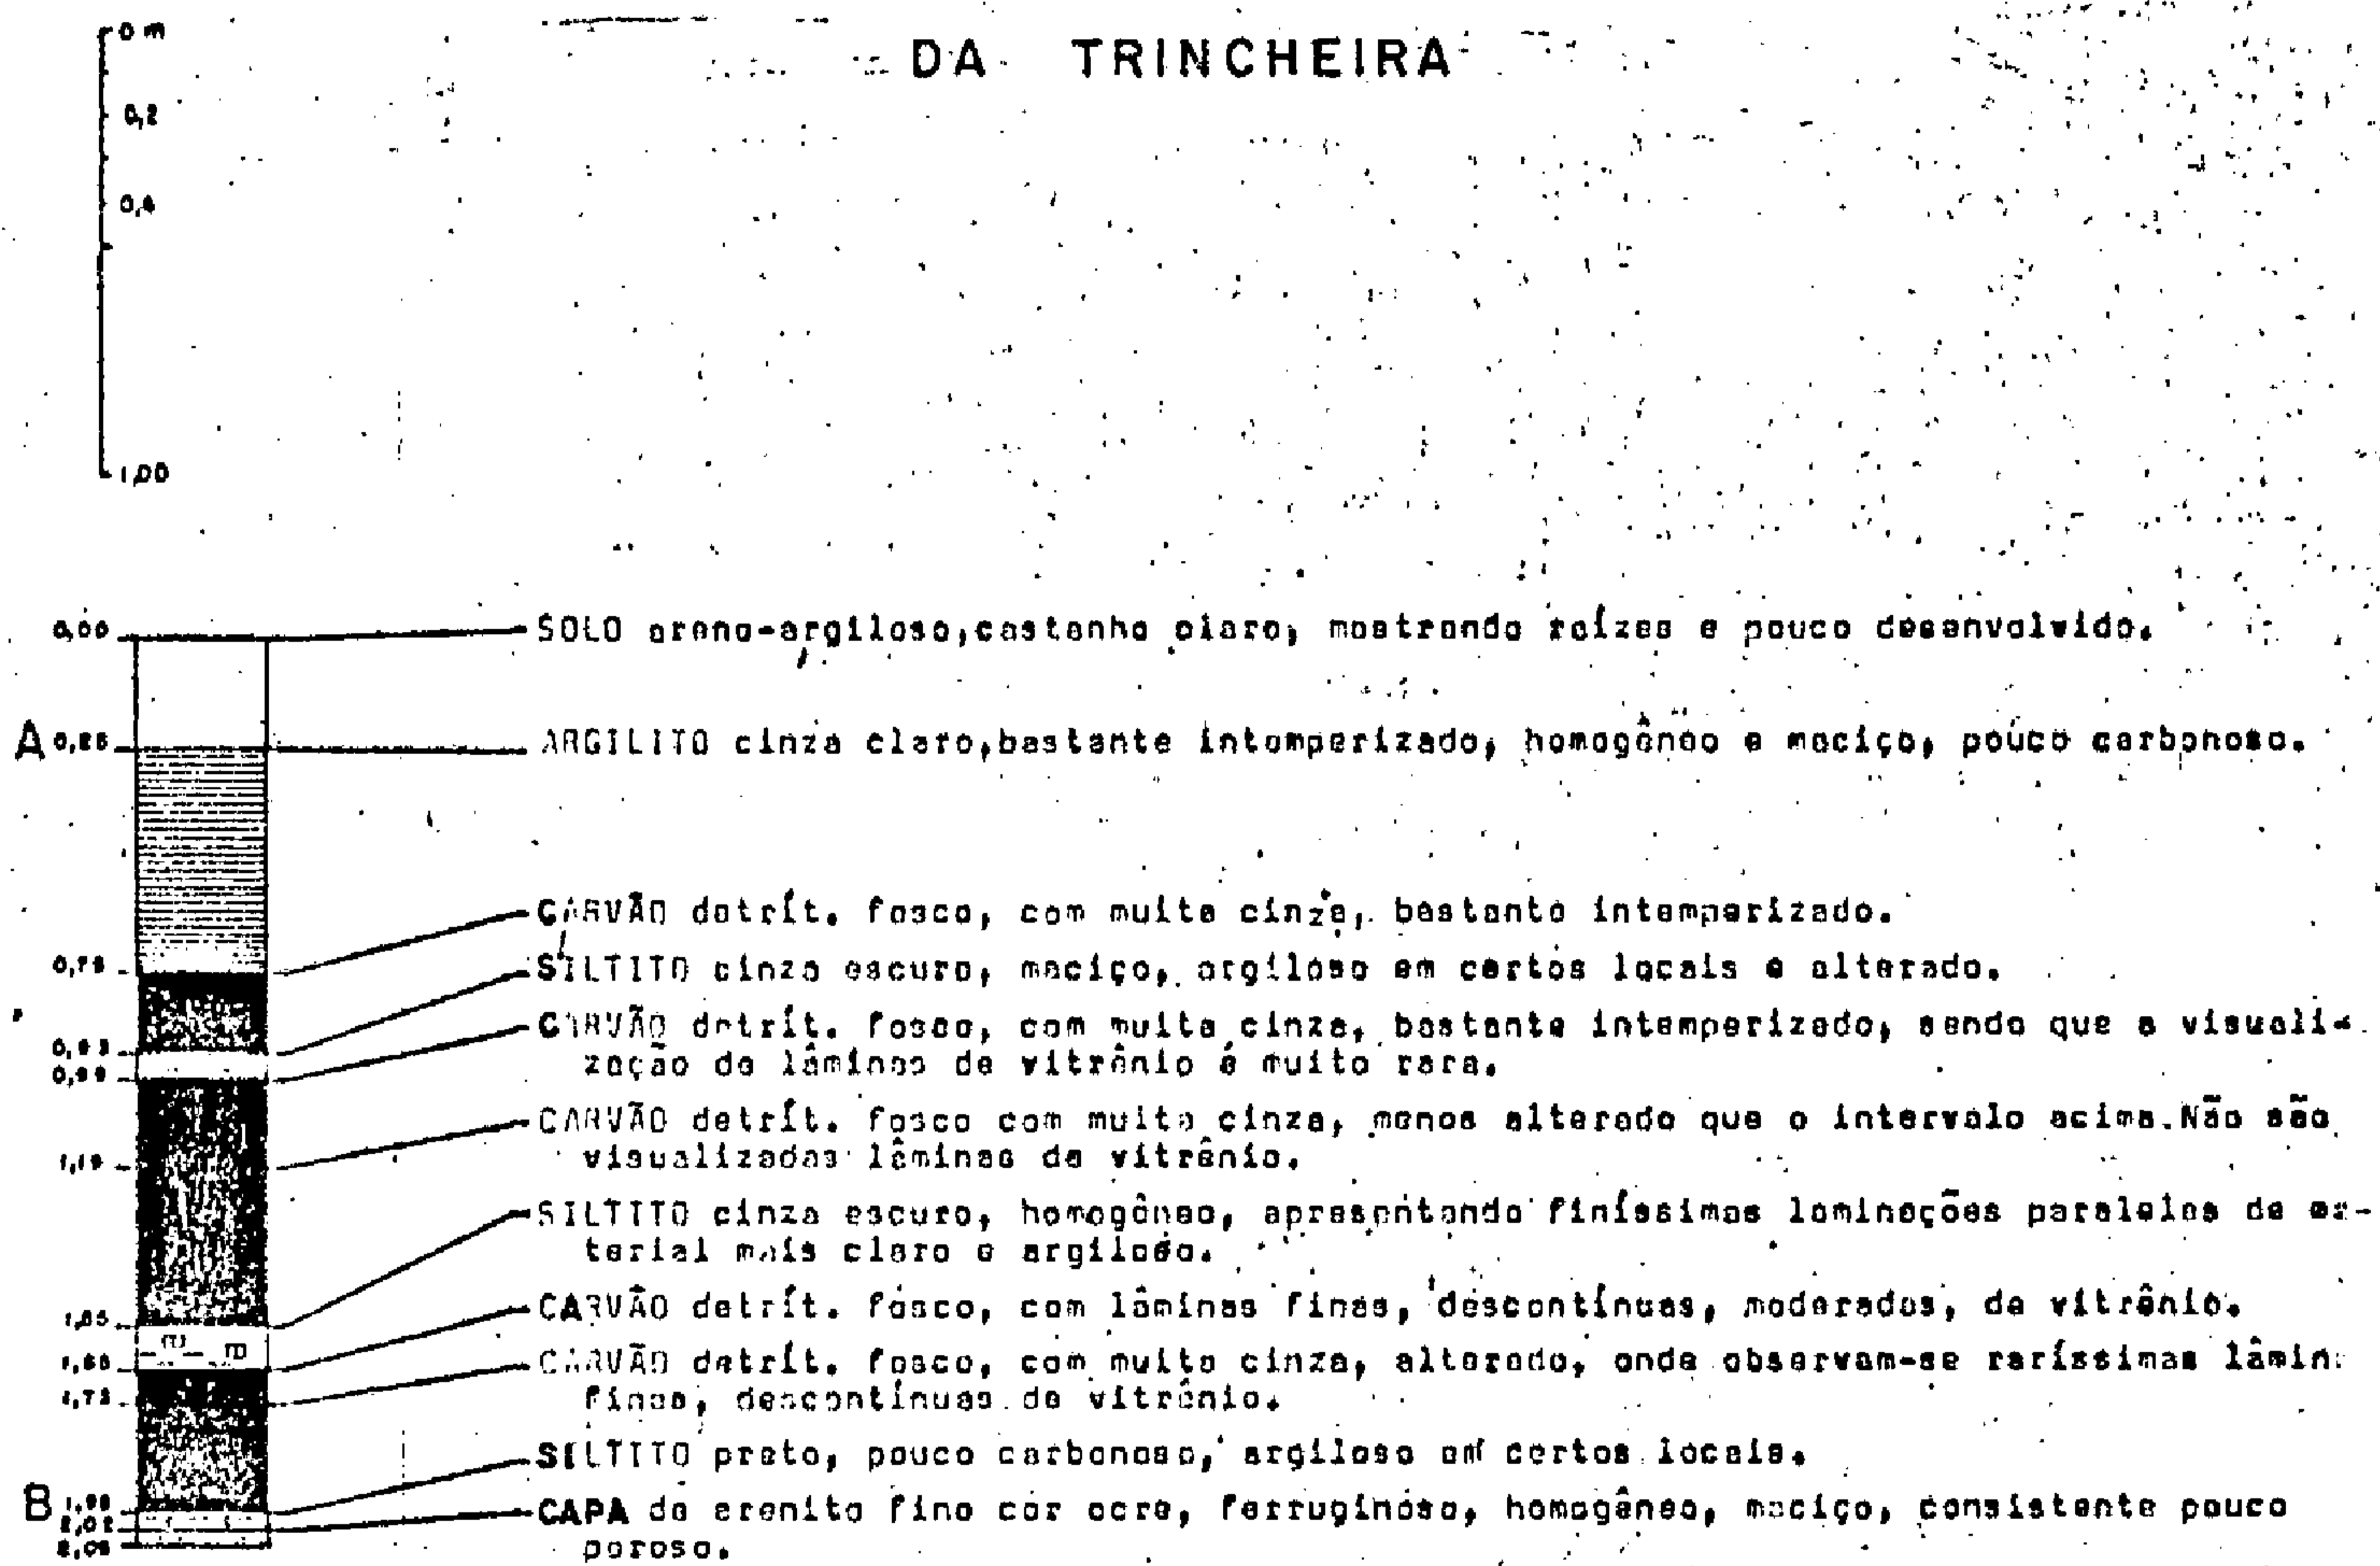 DA TRINCHEIRA
0 m
0,2
0,4
1,00
0,00
SOLO areno-argiloso, castanho claro, mostrando raízes e pouco desenvolvido.
A
ARGILITO cinza claro, bastante intemperizado, homogêneo e maciço, pouco carbonoso.
CARVÃO detrít. fosco, com muita cinza, bastante intemperizado.
SILTITO cinza escuro, maciço, argiloso em certos locais e alterado.
CARVÃO detrít. fosco, com muita cinza, bastante intemperizado, sendo que a visuali-
zação de lâminas de vitrênio é muito rara.
CARVÃO detrít. fosco com muita cinza, menos alterado que o intervalo acima. Não são
visualizadas lâminas de vitrênio.
1,19
SILTITO cinza escuro, homogêneo, apresentando finíssimas laminações paralelas de ma-
terial mais claro e argiloso.
CARVÃO detrít. fosco, com lâminas finas, descontínuas, moderadas, de vitrênio.
CARVÃO detrít. fosco, com muita cinza, alterado, onde observam-se raríssimas lâmin
finas, descontínuas de vitrênio.
1,73
SILTITO preto, pouco carbonoso, argiloso em certos locais.
B
CAPA de arenito fino cor ocre, ferruginoso, homogêneo, maciço, consistente pouco
poroso.